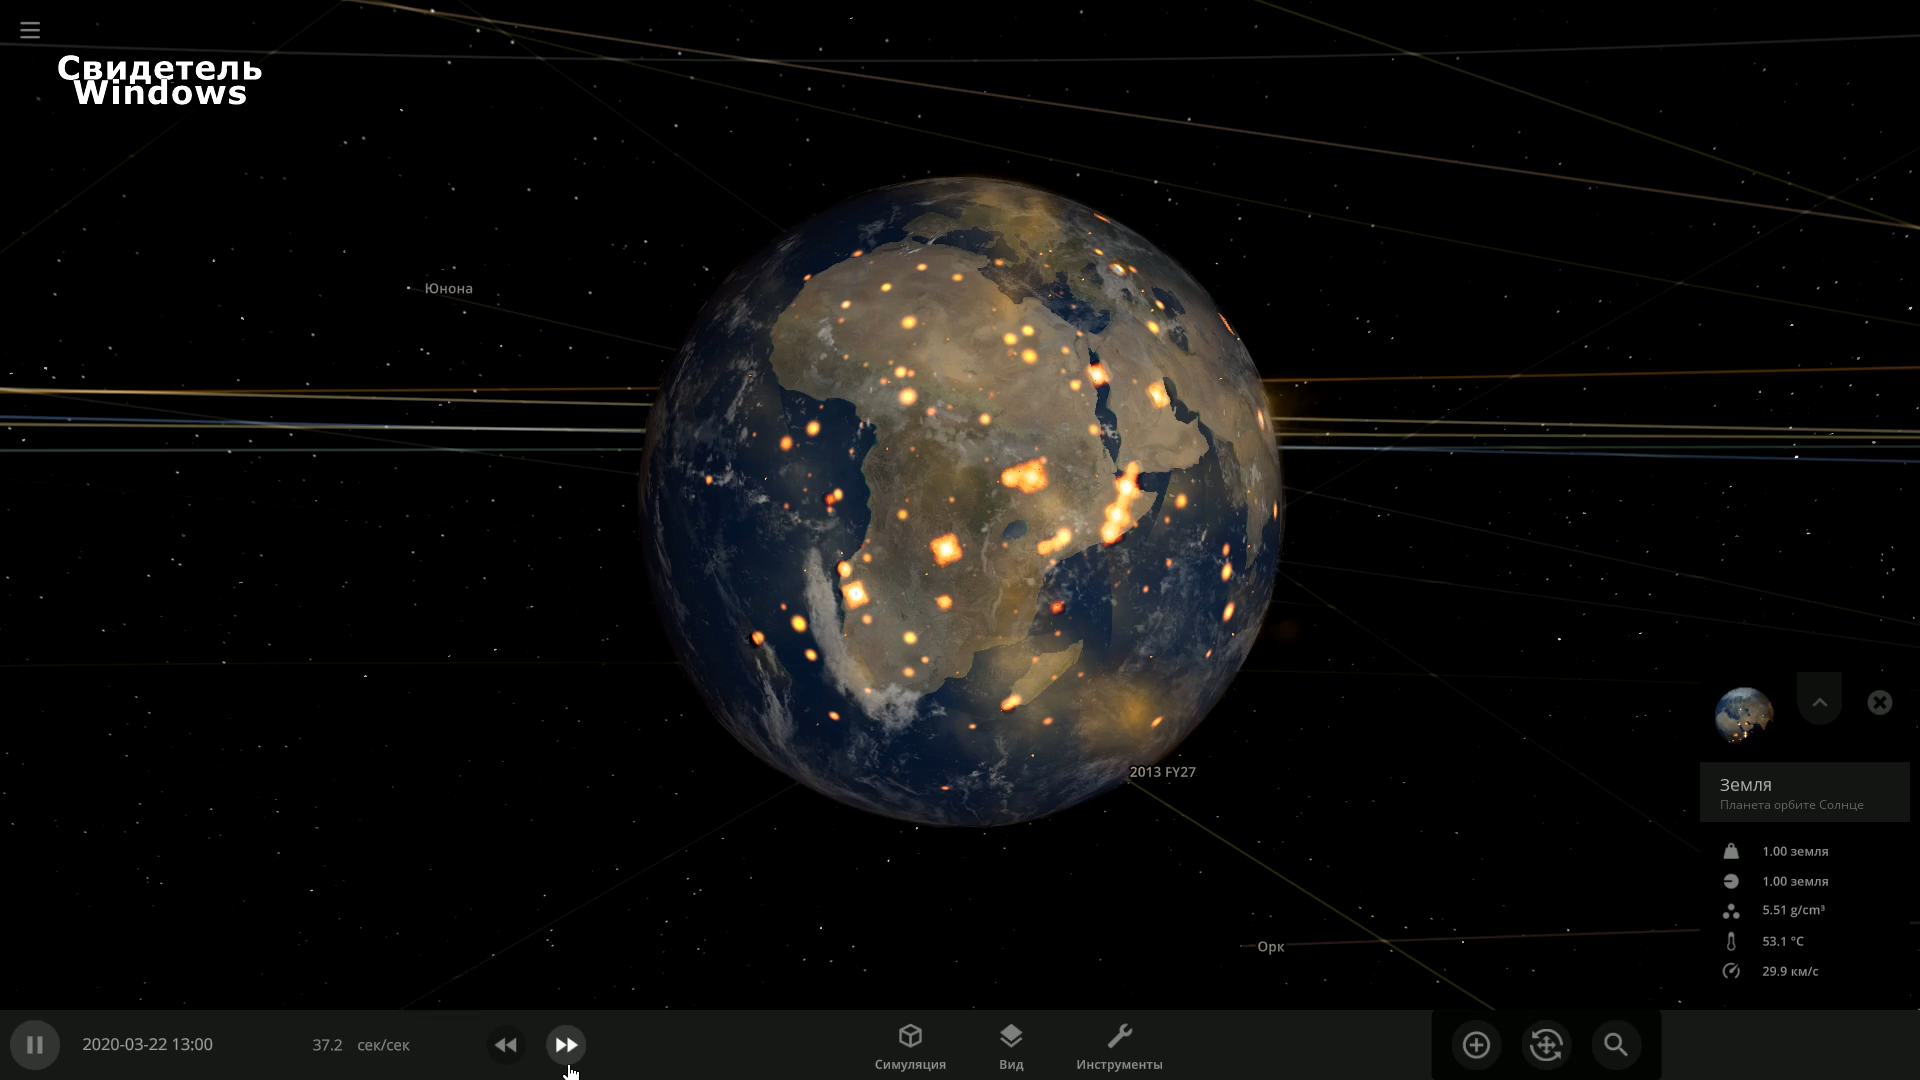 Свидетель
Windows
Юнона
2013 FY27
Орк
Земля
Планета орбите Солнце
1.00 земля
1.00 земля
5.51 g/cm³
53.1 °C
29.9 км/с
2020-03-22 13:00
37.2 сек/сек
Симуляция
Вид
Инструменты